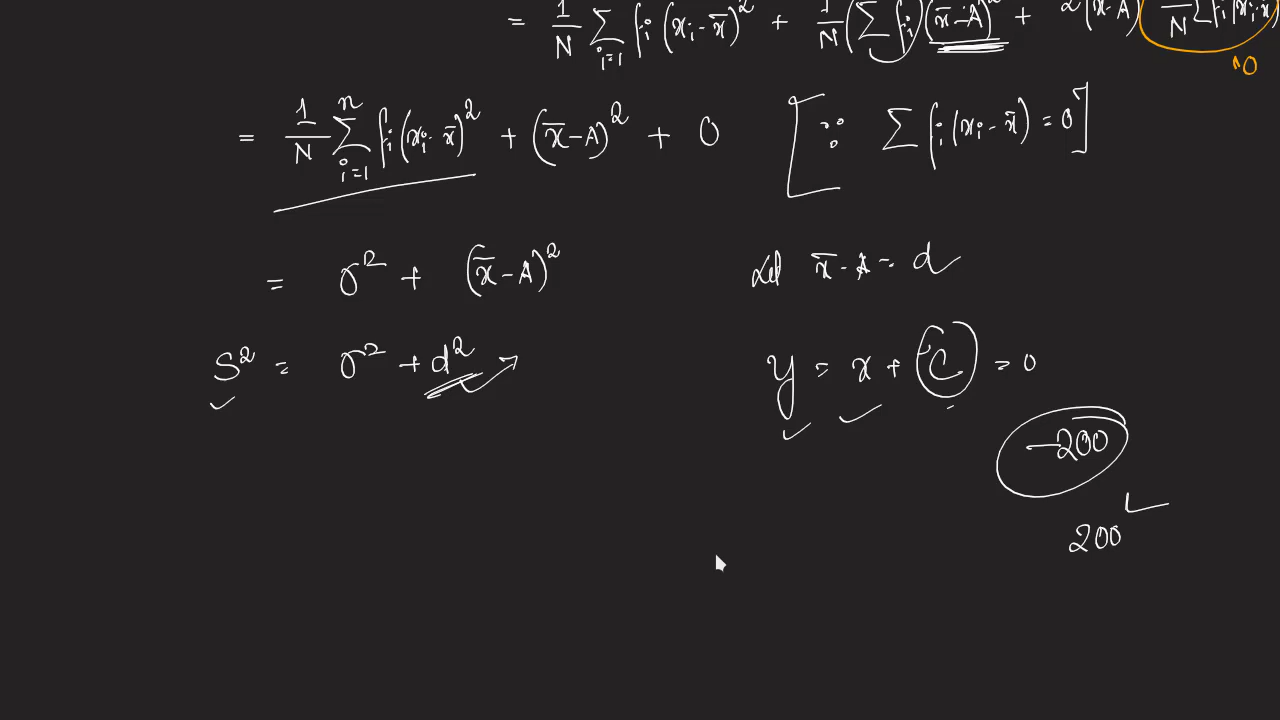 = 1/N Σ_{i=1} f_i (x_i - x̄)^2 + 1/N (Σ f_i)(x̄ - A)^2 + 2(x̄ - A) 1/N Σ f_i (x_i - x̄
"0
= 1/N Σ_{i=1}^{n} f_i (x_i - x̄)^2 + (x̄ - A)^2 + 0 [∵ Σ f_i (x_i - x̄) = 0]
= σ^2 + (x̄ - A)^2 Let x̄ - A = d
S^2 = σ^2 + d^2 → y = x + C = 0
-200
200